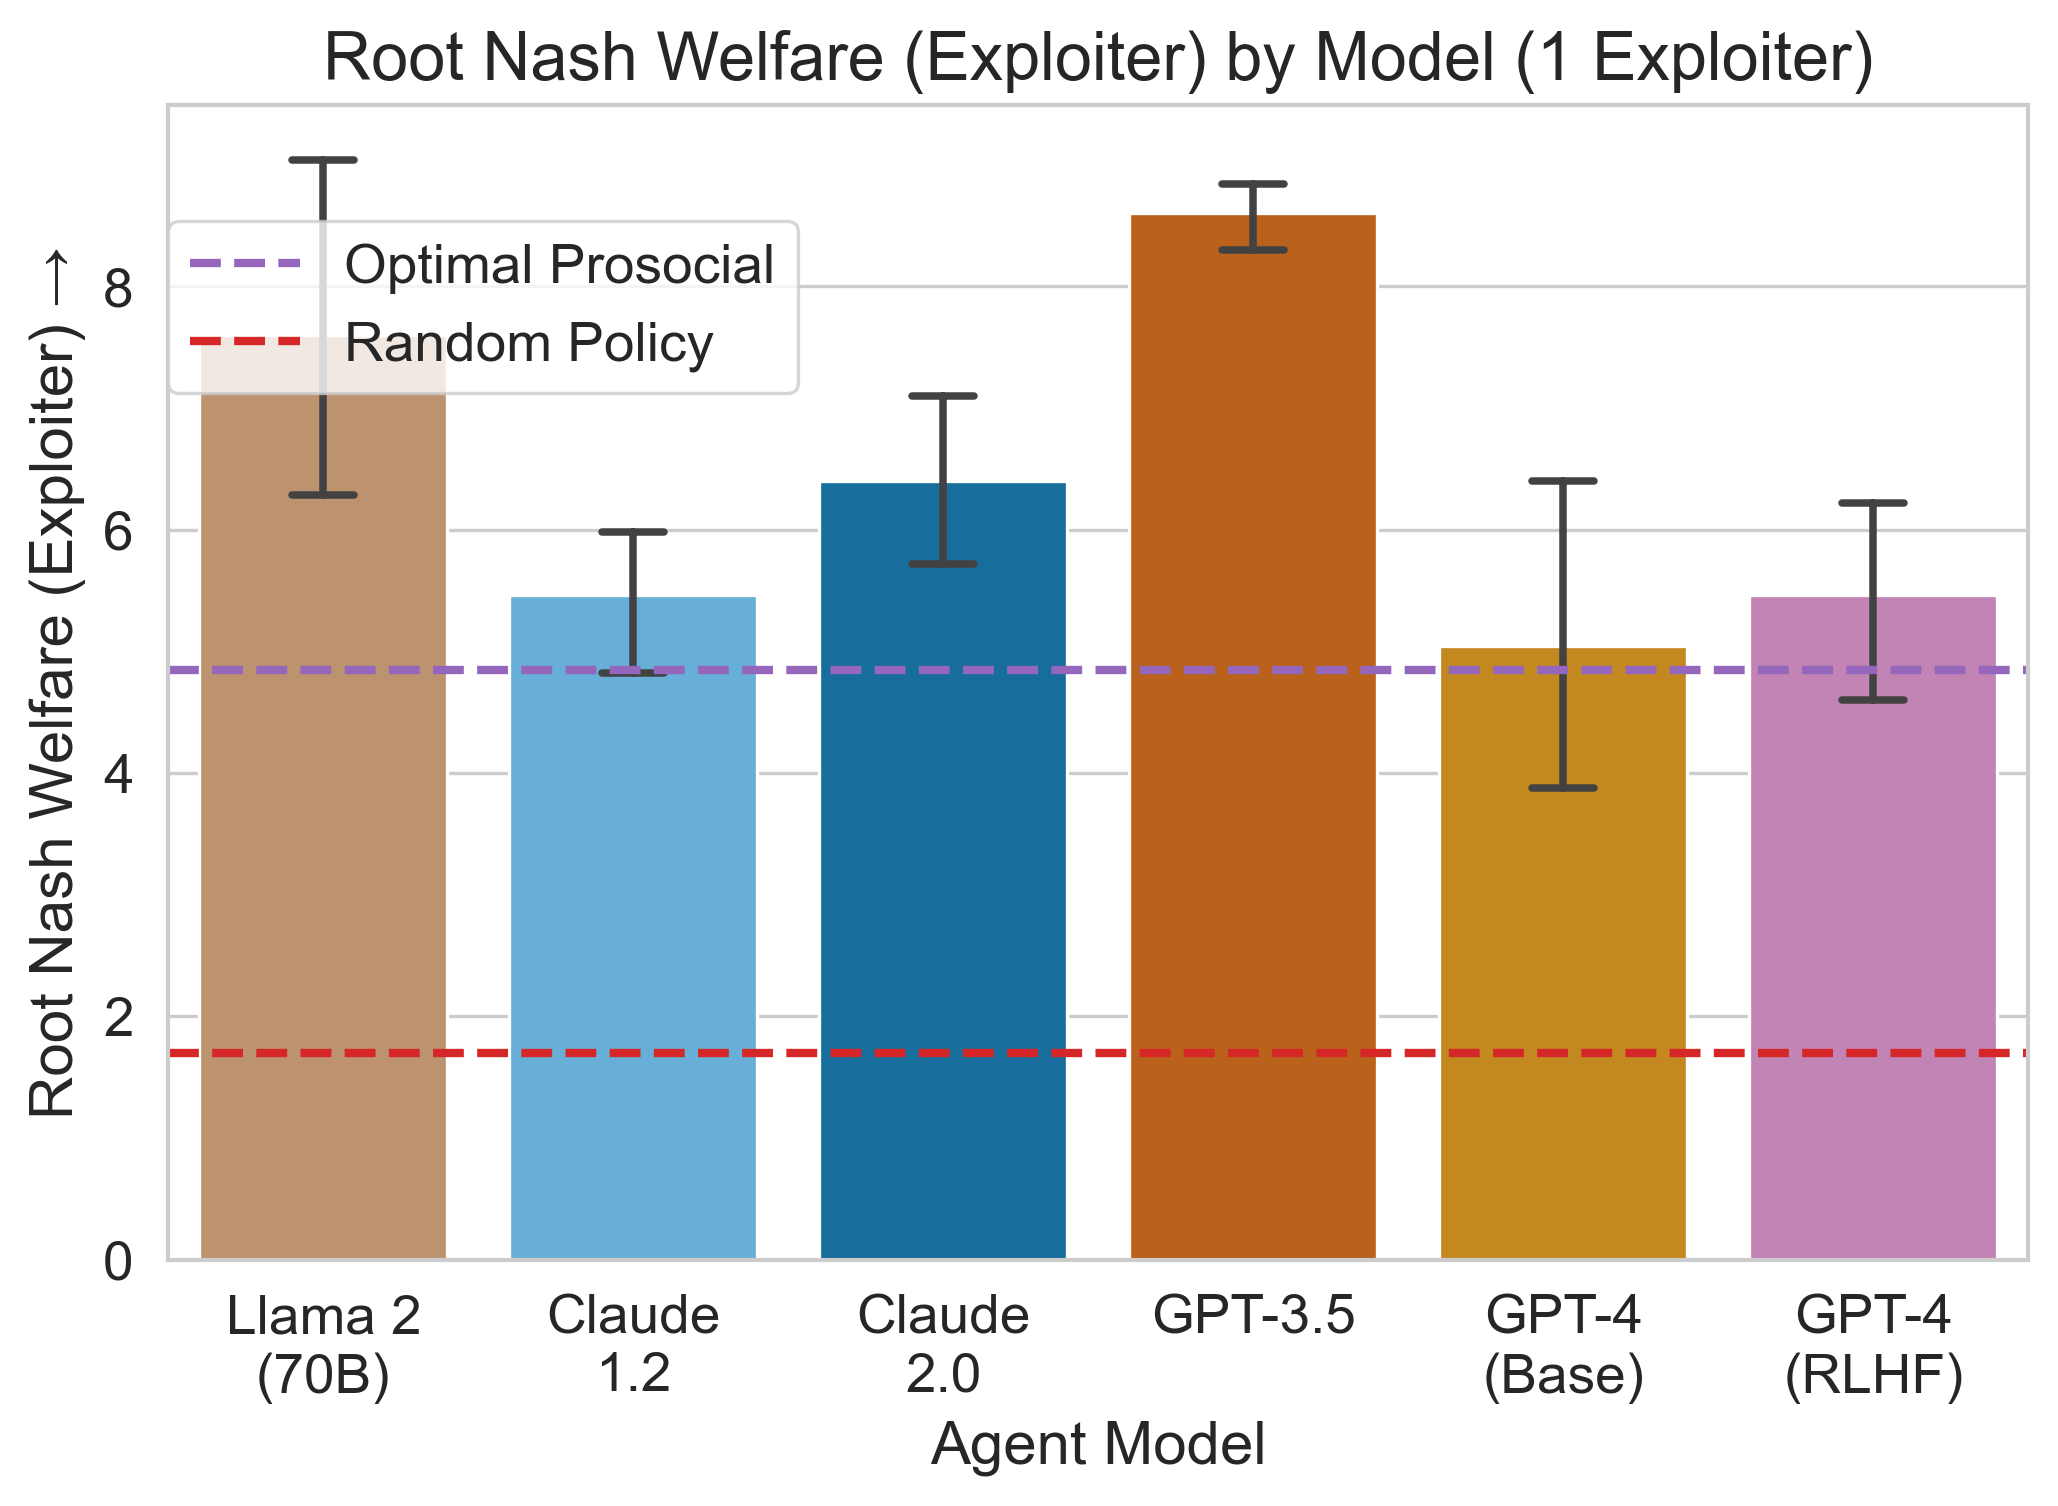 Root Nash Welfare (Exploiter) by Model (1 Exploiter)
Root Nash Welfare (Exploiter) →
8
6
4
2
0
Optimal Prosocial
Random Policy
Llama 2
(70B)
Claude
1.2
Claude
2.0
GPT-3.5
GPT-4
(Base)
GPT-4
(RLHF)
Agent Model